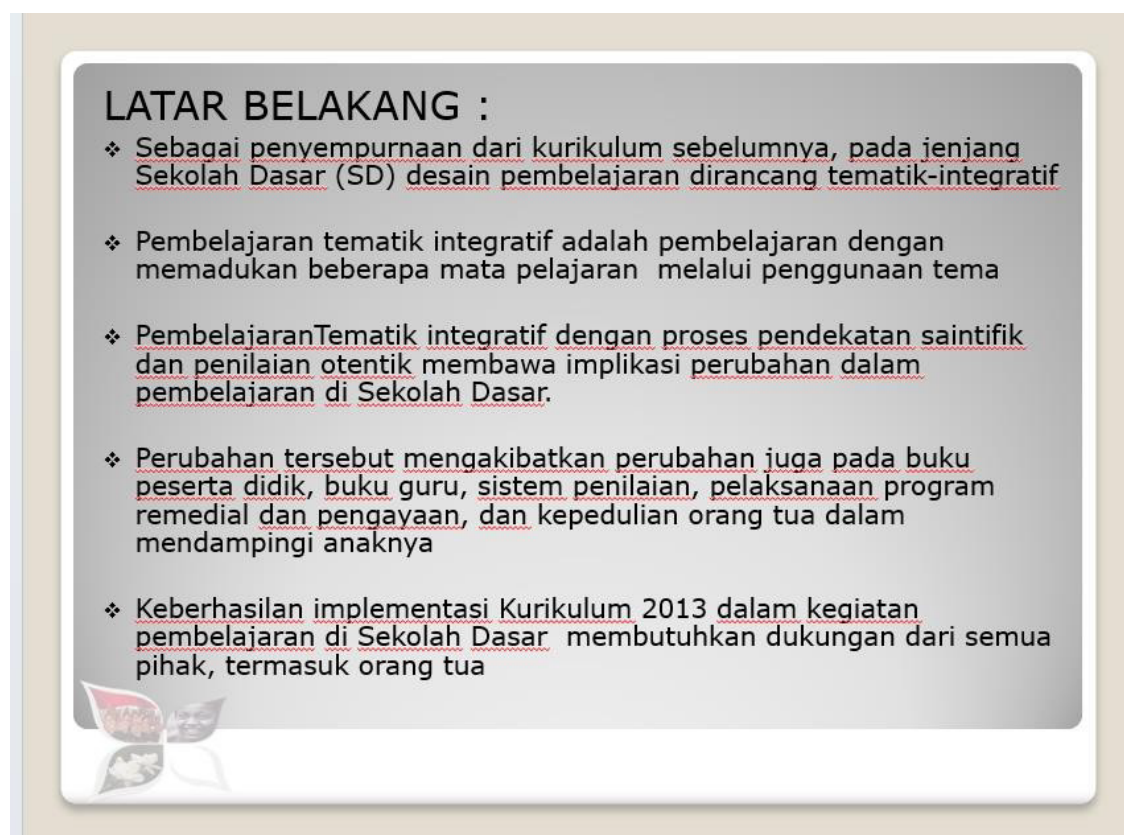 LATAR BELAKANG :
❖ Sebagai penyempurnaan dari kurikulum sebelumnya, pada jenjang
Sekolah Dasar (SD) desain pembelajaran dirancang tematik-integratif
❖ Pembelajaran tematik integratif adalah pembelajaran dengan
memadukan beberapa mata pelajaran  melalui penggunaan tema
❖ PembelajaranTematik integratif dengan proses pendekatan saintifik
dan penilaian otentik membawa implikasi perubahan dalam
pembelajaran di Sekolah Dasar.
❖ Perubahan tersebut mengakibatkan perubahan juga pada buku
peserta didik, buku guru, sistem penilaian, pelaksanaan program
remedial dan pengayaan, dan kepedulian orang tua dalam
mendampingi anaknya
❖ Keberhasilan implementasi Kurikulum 2013 dalam kegiatan
pembelajaran di Sekolah Dasar  membutuhkan dukungan dari semua
pihak, termasuk orang tua